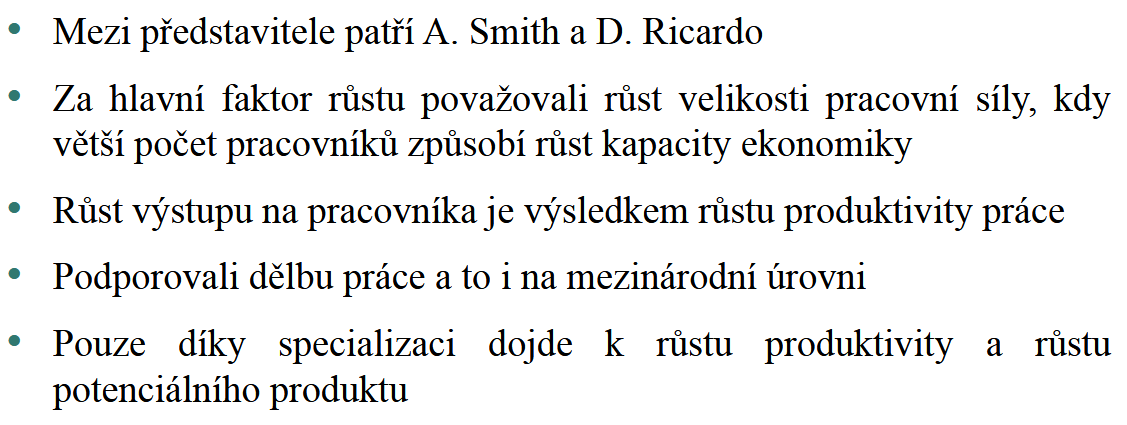 • Mezi představitele patří A. Smith a D. Ricardo
• Za hlavní faktor růstu považovali růst velikosti pracovní síly, kdy
větší počet pracovníků způsobí růst kapacity ekonomiky
• Růst výstupu na pracovníka je výsledkem růstu produktivity práce
• Podporovali dělbu práce a to i na mezinárodní úrovni
• Pouze díky specializaci dojde k růstu produktivity a růstu
potenciálního produktu